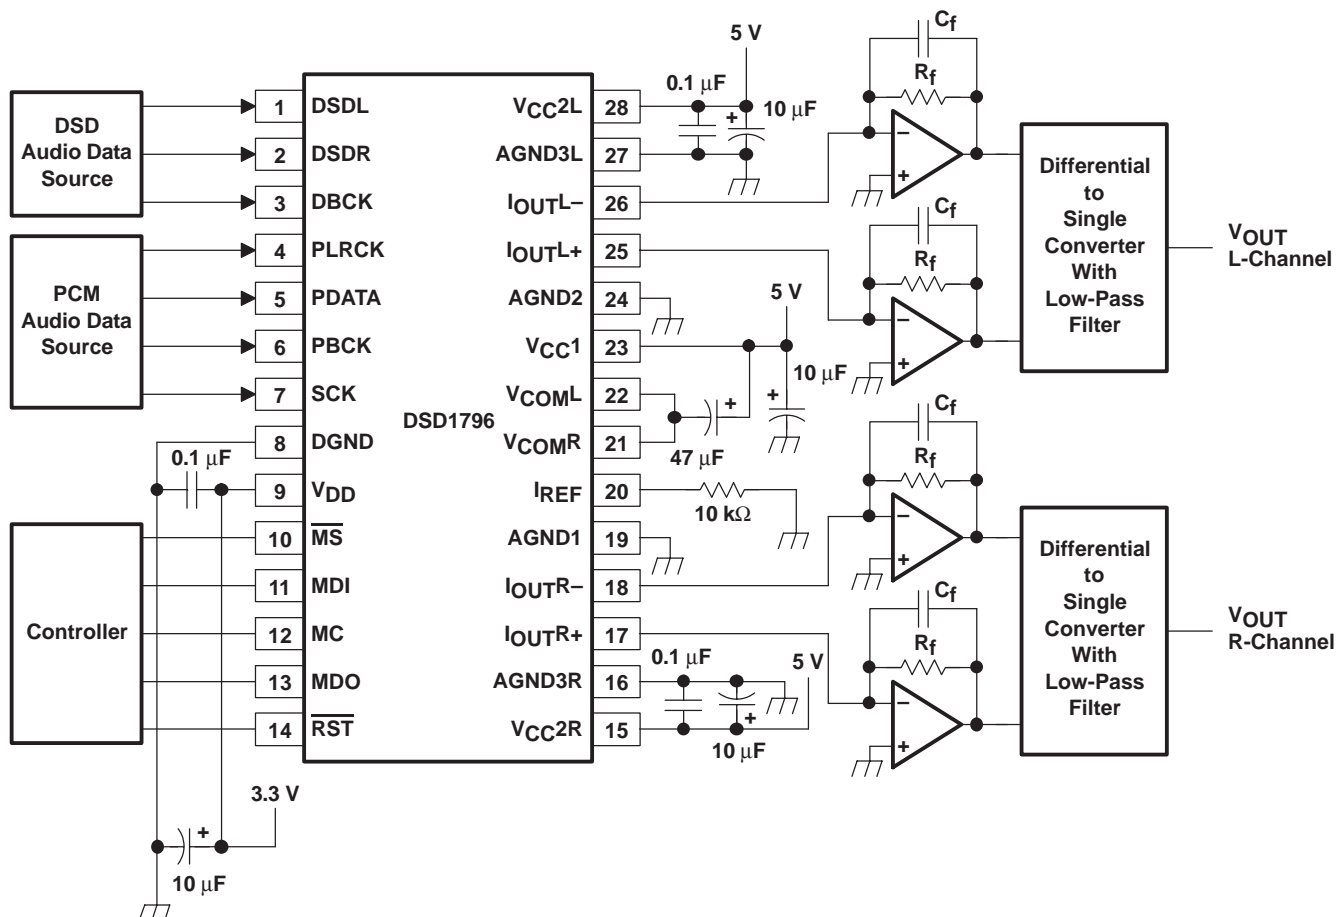 DSD
Audio Data
Source
PCM
Audio Data
Source
Controller
1 DSDL
2 DSDR
3 DBCK
4 PLRCK
5 PDATA
6 PBCK
7 SCK
8 DGND
9 VDD
10 MS
11 MDI
12 MC
13 MDO
14 RST
0.1 μF
3.3 V
+
10 μF
DSD1796
VCC2L 28
AGND3L 27
IOUTL– 26
IOUTL+ 25
AGND2 24
VCC1 23
VCOML 22
VCOMR 21
IREF 20
AGND1 19
IOUTR– 18
IOUTR+ 17
AGND3R 16
VCC2R 15
5 V
0.1 μF
10 μF
+
5 V
10 μF
+
+
47 μF
10 kΩ
0.1 μF
5 V
+
10 μF
Cf
Rf
–
+
Cf
Rf
–
+
Cf
Rf
–
+
Cf
Rf
–
+
Differential
to
Single
Converter
With
Low-Pass
Filter
VOUT
L-Channel
Differential
to
Single
Converter
With
Low-Pass
Filter
VOUT
R-Channel